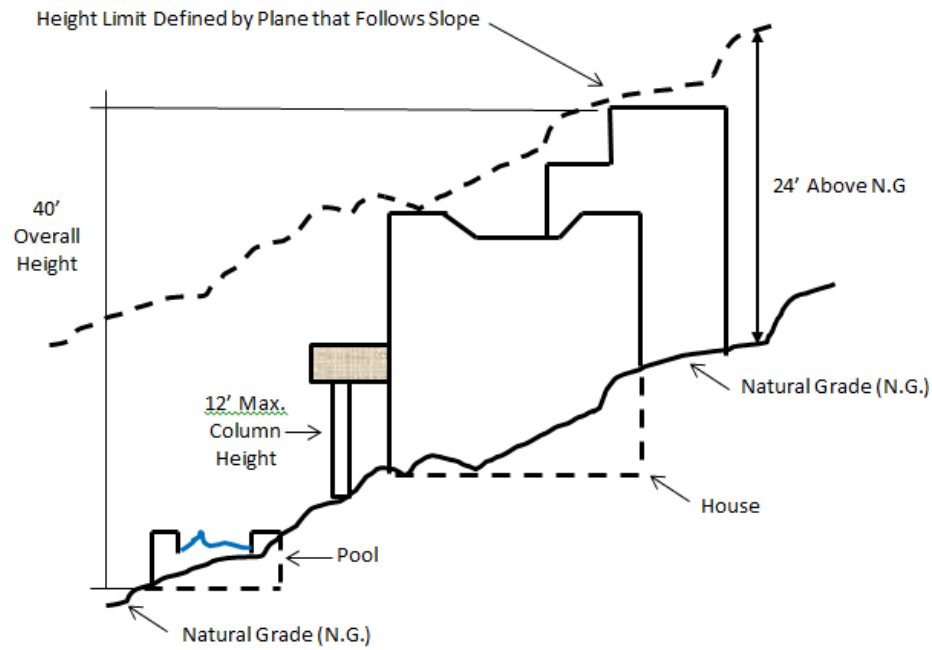 Height Limit Defined by Plane that Follows Slope
24’ Above N.G
40’
Overall
Height
Natural Grade (N.G.)
12’ Max.
Column
Height
House
Pool
Natural Grade (N.G.)